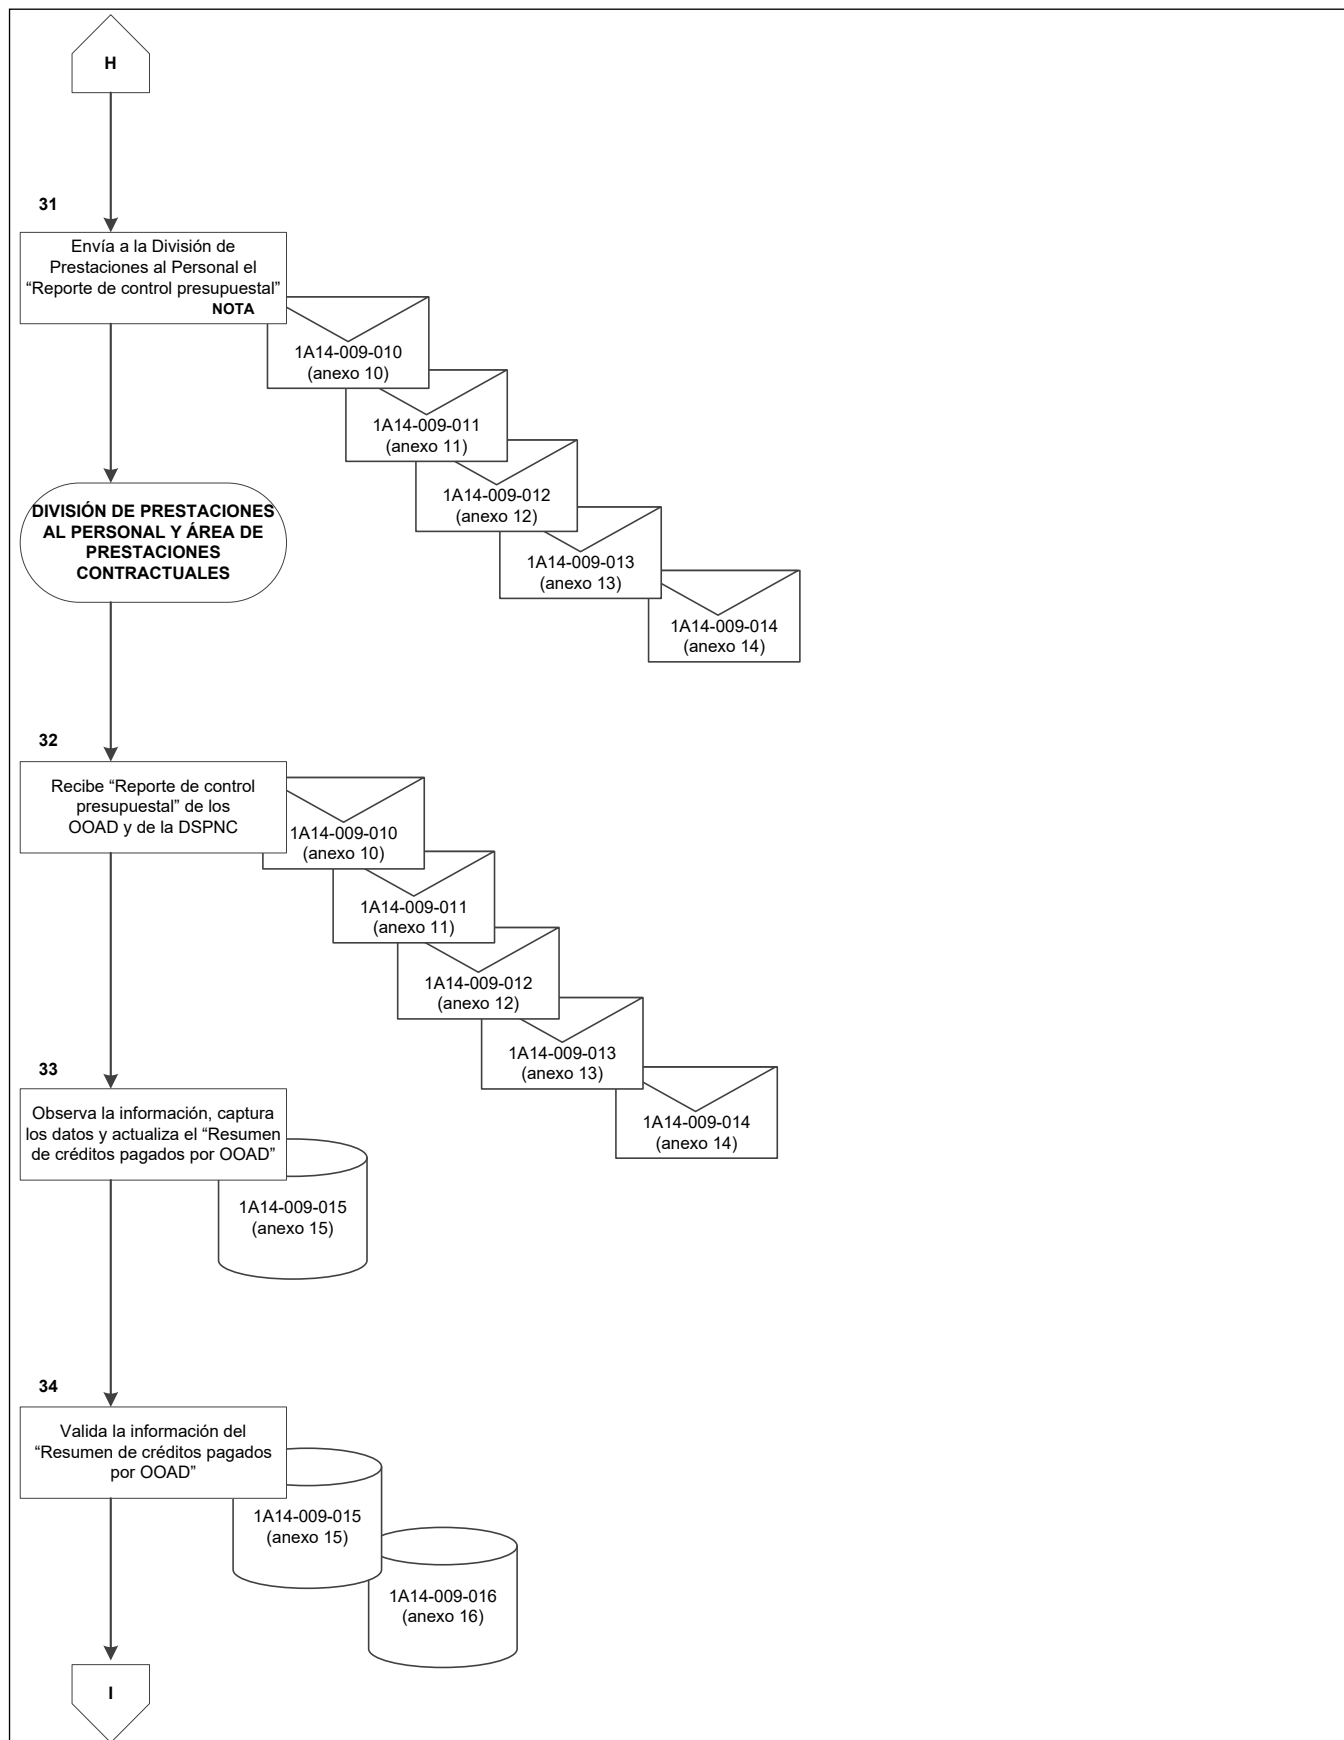 H
31
Envía a la División de
Prestaciones al Personal el
“Reporte de control presupuestal”
NOTA
1A14-009-010
(anexo 10)
1A14-009-011
(anexo 11)
1A14-009-012
(anexo 12)
1A14-009-013
(anexo 13)
1A14-009-014
(anexo 14)
DIVISIÓN DE PRESTACIONES
AL PERSONAL Y ÁREA DE
PRESTACIONES
CONTRACTUALES
32
Recibe “Reporte de control
presupuestal” de los
OOAD y de la DSPNC
1A14-009-010
(anexo 10)
1A14-009-011
(anexo 11)
1A14-009-012
(anexo 12)
1A14-009-013
(anexo 13)
1A14-009-014
(anexo 14)
33
Observa la información, captura
los datos y actualiza el “Resumen
de créditos pagados por OOAD”
1A14-009-015
(anexo 15)
34
Valida la información del
“Resumen de créditos pagados
por OOAD”
1A14-009-015
(anexo 15)
1A14-009-016
(anexo 16)
I